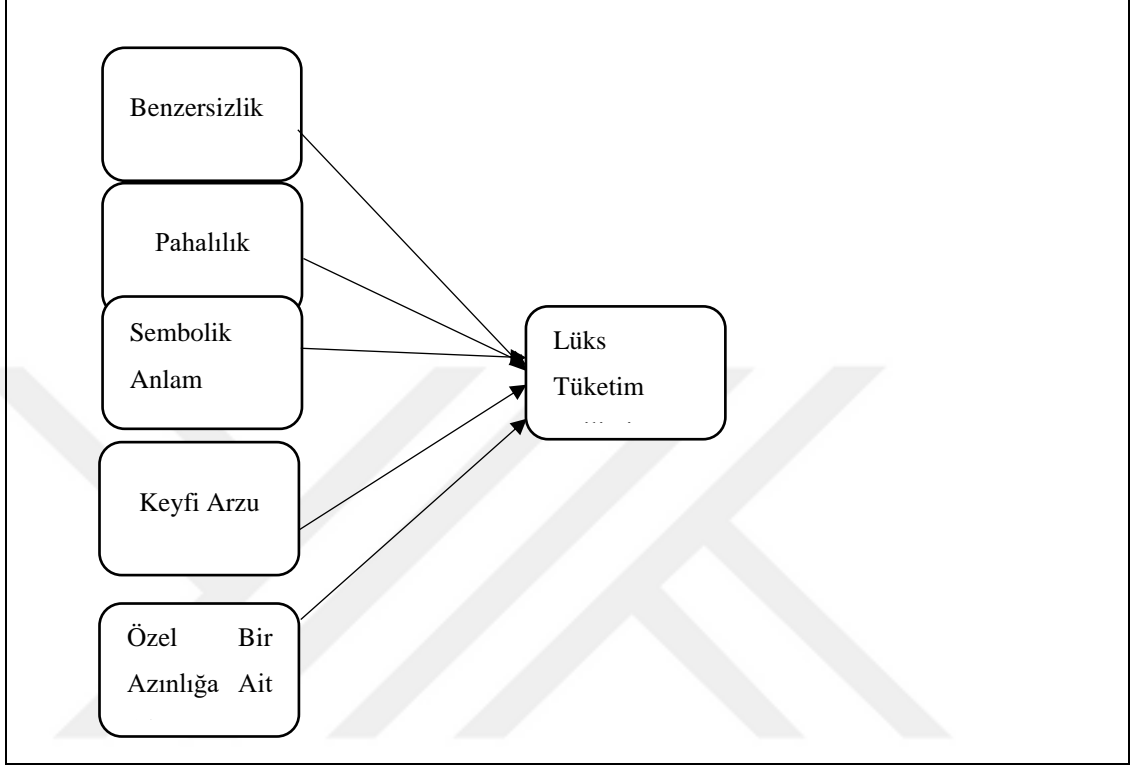 Benzersizlik
Pahalılık
Sembolik
Anlam
Keyfi Arzu
Özel Bir
Azınlığa Ait
Lüks
Tüketim